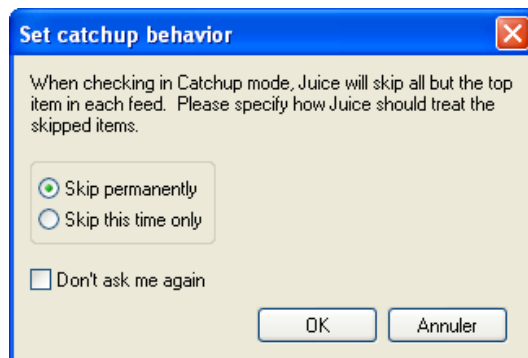 Set catchup behavior
When checking in Catchup mode, Juice will skip all but the top
item in each feed. Please specify how Juice should treat the
skipped items.
Skip permanently
Skip this time only
Don't ask me again
OK
Annuler